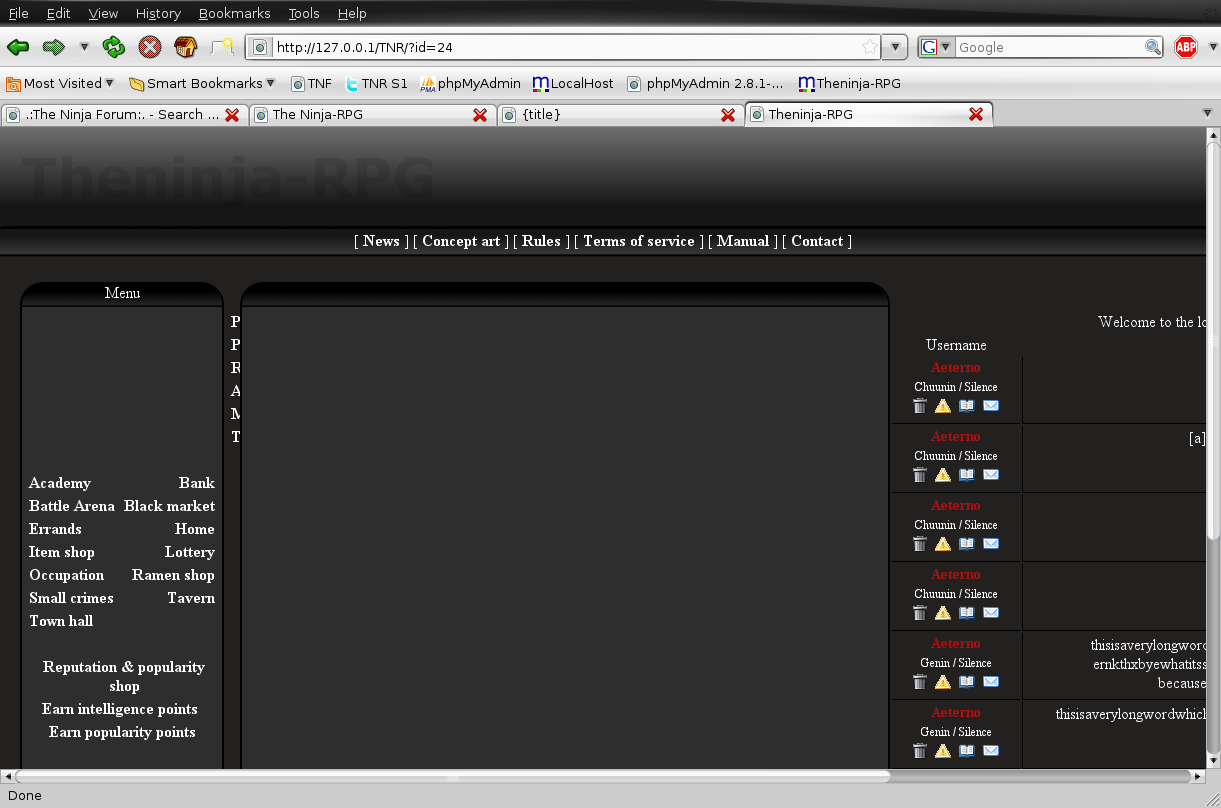 File Edit View History Bookmarks Tools Help
http://127.0.0.1/TNR/?id=24
G Google ABP
Most Visited Smart Bookmarks TNF TNR S1 PMA phpMyAdmin LocalHost phpMyAdmin 2.8.1-... Theninja-RPG
.:The Ninja Forum:. - Search ... The Ninja-RPG {title} Theninja-RPG
Theninja-RPG
[ News ] [ Concept art ] [ Rules ] [ Terms of service ] [ Manual ] [ Contact ]
Menu
P
P
R
A
M
T
Academy Bank
Battle Arena Black market
Errands Home
Item shop Lottery
Occupation Ramen shop
Small crimes Tavern
Town hall
Reputation & popularity
shop
Earn intelligence points
Earn popularity points
Welcome to the lo
Username
Aeterno
Chuunin / Silence
Aeterno
Chuunin / Silence
[a]
Aeterno
Chuunin / Silence
Aeterno
Chuunin / Silence
Aeterno
Genin / Silence
thisisaverylongword
ernkthxbyewhatitss
because
Aeterno
Genin / Silence
thisisaverylongwordwhich
Done